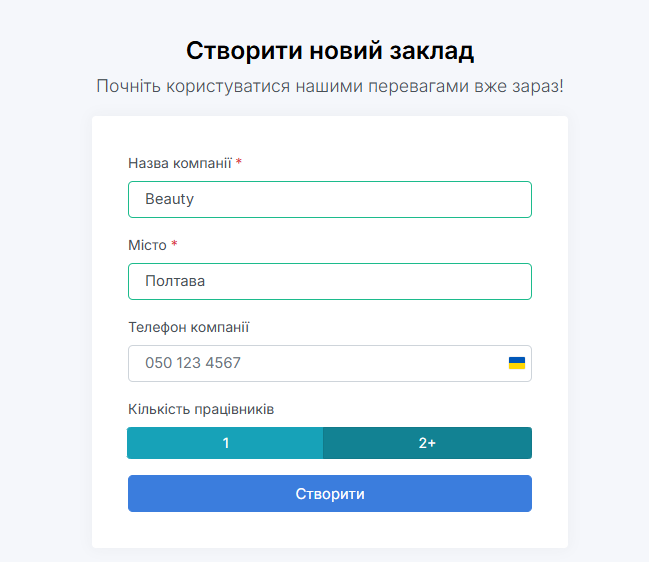 Створити новий заклад
Почніть користуватися нашими перевагами вже зараз!
Назва компанії *
Beauty
Місто *
Полтава
Телефон компанії
050 123 4567
Кількість працівників
1 2+
Створити